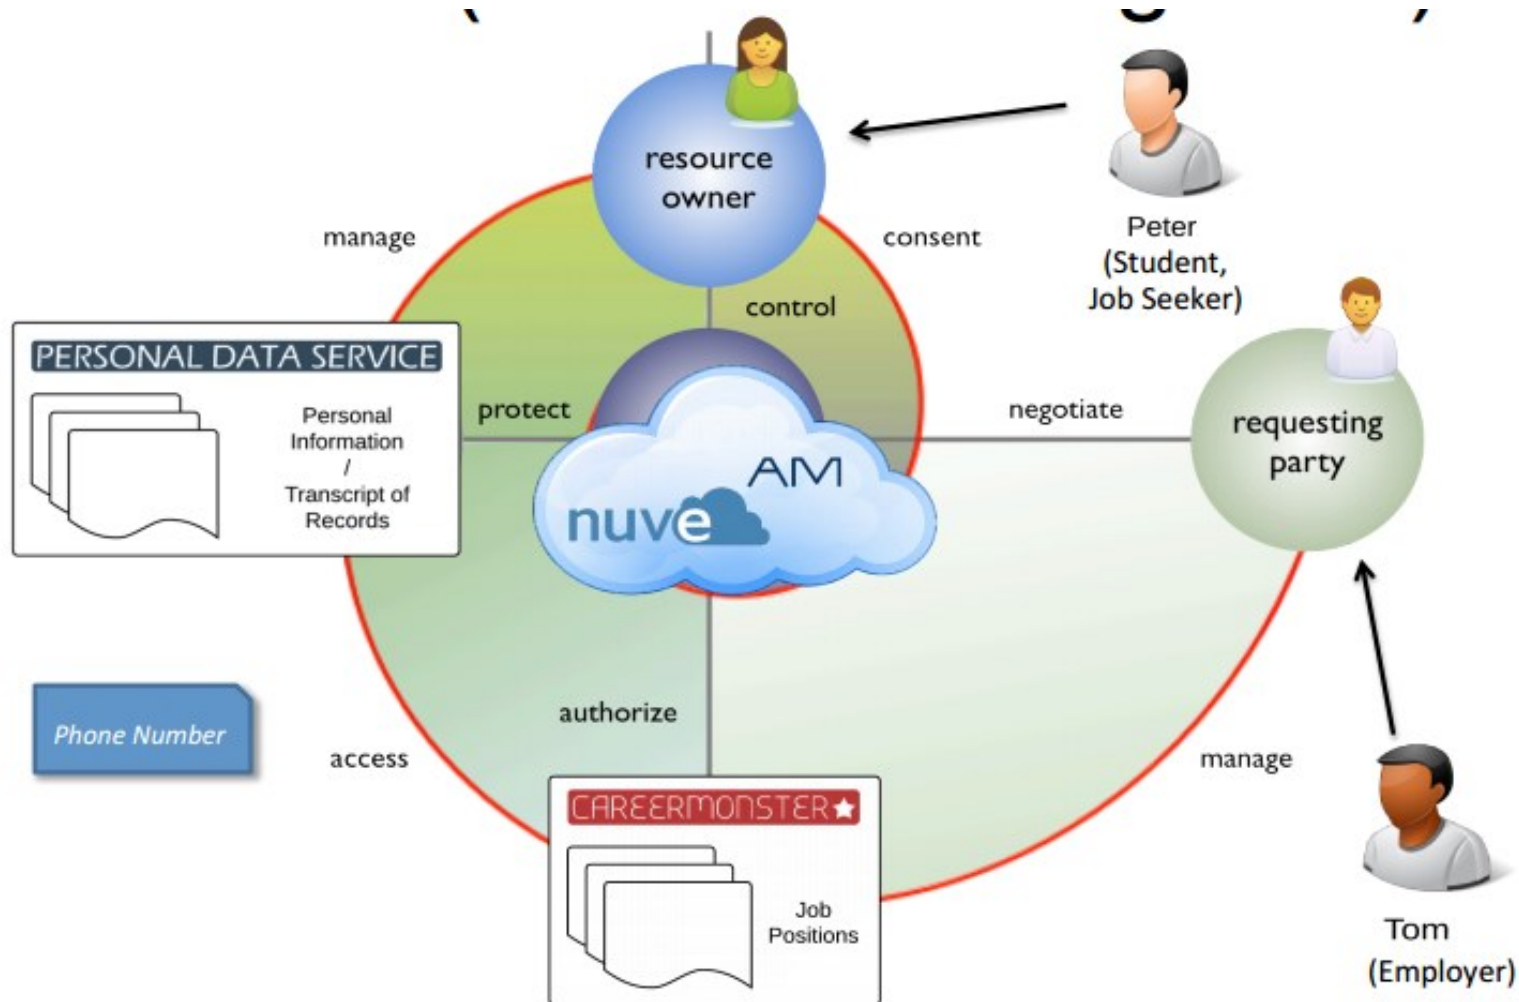 resource
owner
manage
consent
Peter
(Student,
Job Seeker)
control
PERSONAL DATA SERVICE
Personal
Information
/
Transcript of
Records
protect
negotiate
requesting
party
AM
nuve
Phone Number
authorize
access
manage
CAREERMONSTER
Job
Positions
Tom
(Employer)